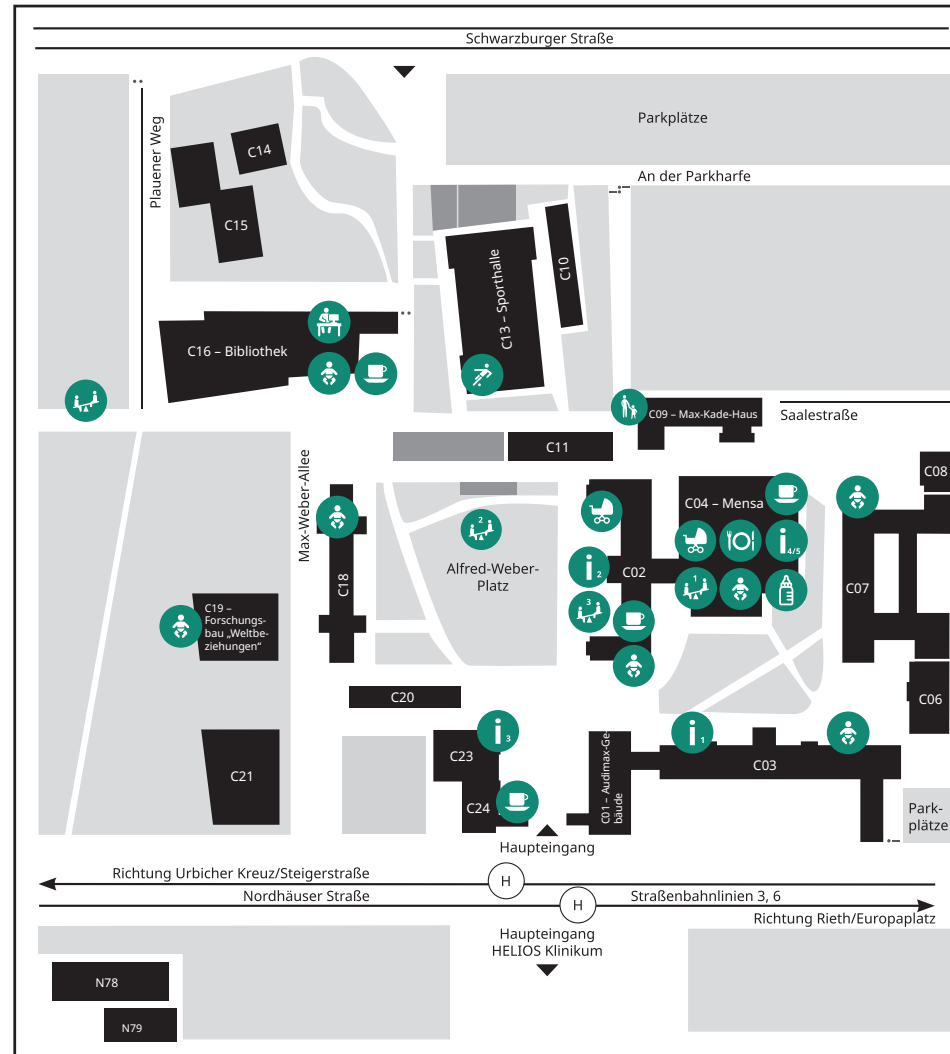 Schwarzburger Straße
Parkplätze
Plauener Weg
C14
An der Parkharfe
C15
C10
C13 – Sporthalle
C16 – Bibliothek
C09 – Max-Kade-Haus
Saalestraße
C11
Max-Weber-Allee
C08
C04 – Mensa
2
4/5
Alfred-Weber-
Platz
2
C02
C18
1
C07
3
C19 –
Forschungs-
bau „Weltbe-
ziehungen“
C20
C06
3
1
C23
C21
C01 – Audimax-Ge-
bäude
C03
C24
Park-
plätze
Haupteingang
Richtung Urbicher Kreuz/Steigerstraße
H
Nordhäuser Straße
H
Straßenbahnlinien 3, 6
Richtung Rieth/Europaplatz
Haupteingang
HELIOS Klinikum
N78
N79